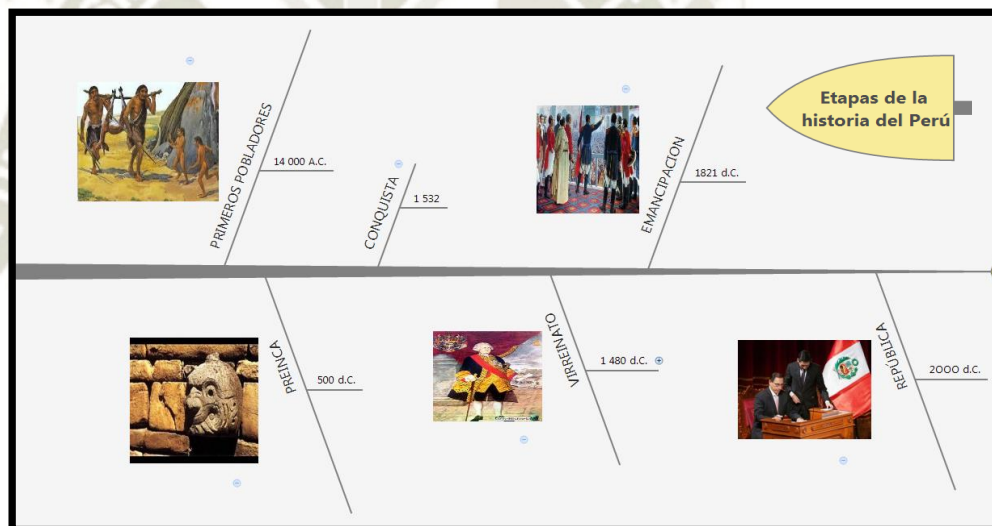 Etapas de la
historia del Perú
PRIMEROS POBLADORES
14 000 A.C.
CONQUISTA
1 532
EMANCIPACION
1821 d.C.
PREINCA
500 d.C.
VIRREINATO
1 480 d.C.
REPÚBLICA
2OOO d.C.